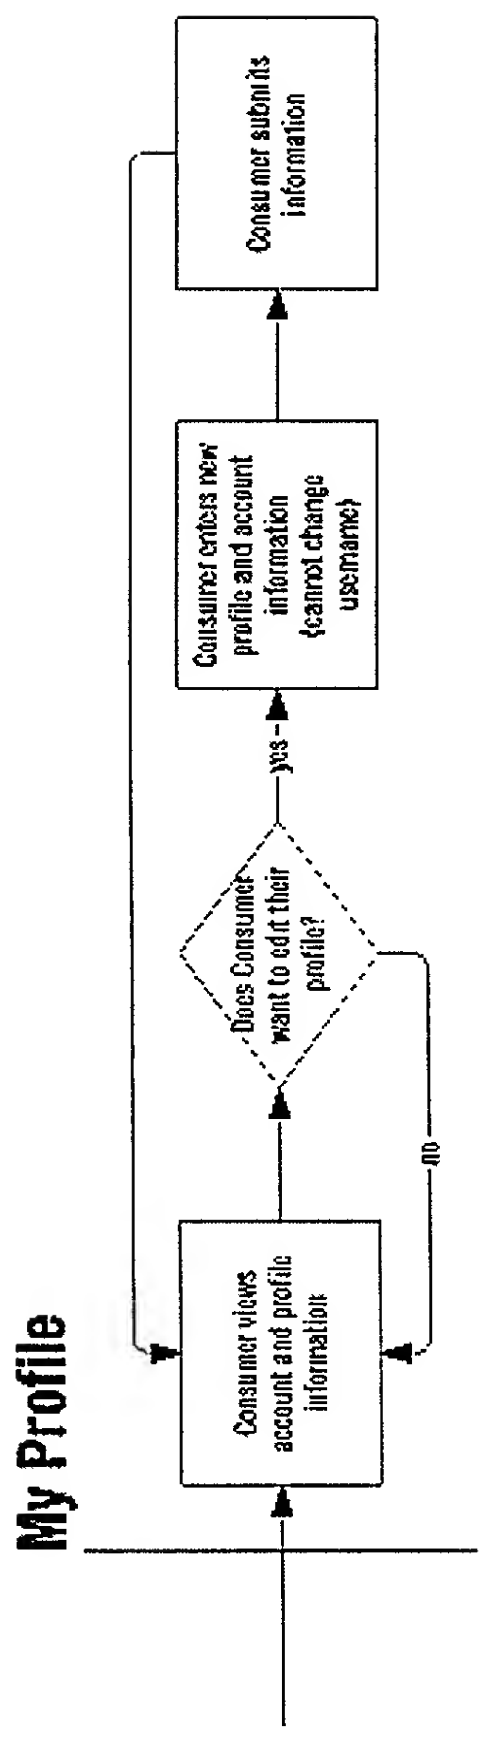 My Profile
Consumer views
account and profile
information
Does Consumer
want to edit their
profile?
yes
no
Consumer enters new
profile and account
information
(cannot change
username)
Consumer submits
information